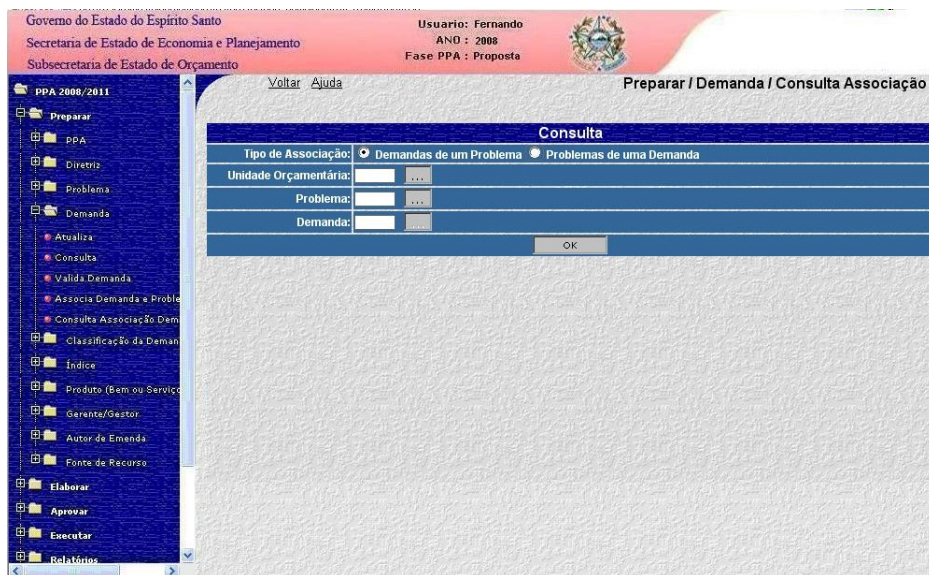 Governo do Estado do Espírito Santo
Secretaria de Estado de Economia e Planejamento
Subsecretaria de Estado de Orçamento
Usuario: Fernando
ANO : 2008
Fase PPA : Proposta
PPA 2008/2011
Preparar
PPA
Diretriz
Problema
Demanda
Atualiza
Consulta
Valida Demanda
Associa Demanda e Proble
Consulta Associação Dem
Classificação da Deman
Índice
Produto (Bem ou Serviço
Gerente/Gestor
Autor de Emenda
Fonte de Recurso
Elaborar
Aprovar
Executar
Relatórios
Voltar Ajuda
Preparar / Demanda / Consulta Associação
Consulta
Tipo de Associação: Demandas de um Problema Problemas de uma Demanda
Unidade Orçamentária: ...
Problema: ...
Demanda: ...
OK